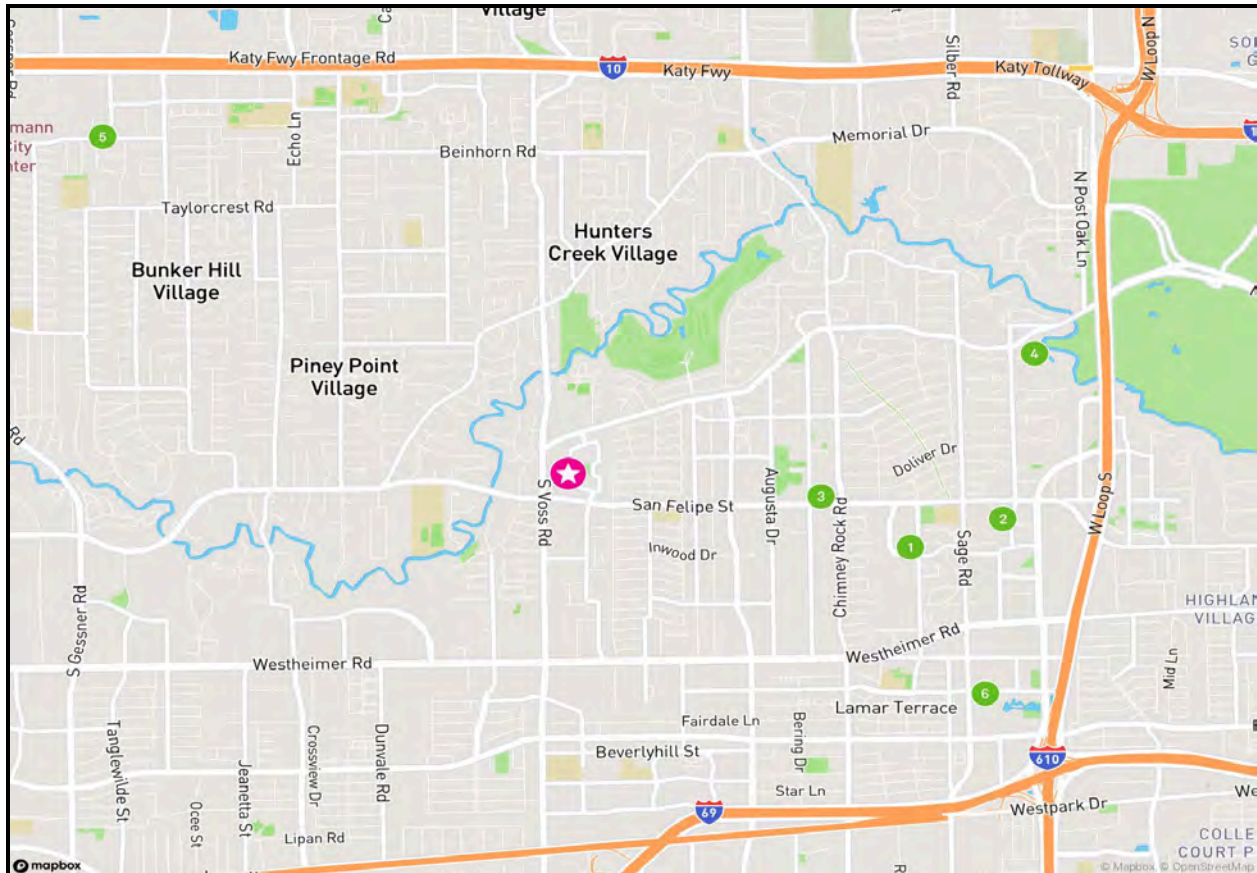 Village
Katy Fwy Frontage Rd
10
Katy Fwy
Silber Rd
Katy Tollway
N
W Loop N
5
City
Echo Ln
Beinhorn Rd
Memorial Dr
Taylorcrest Rd
N Post Oak Ln
Hunters
Creek Village
Bunker Hill
Village
Piney Point
Village
4
Rd
Doliver Dr
S Voss Rd
San Felipe St
Augusta Dr
3
Chimney Rock Rd
2
1
Sage Rd
W Loop S
Inwood Dr
S Gessner Rd
Westheimer Rd
Westheimer Rd
Mid Ln
6
Lamar Terrace
Fairdale Ln
Bering Dr
Beverlyhill St
Tanglewilde St
Crossview Dr
Dunvale Rd
610
Jeanetta St
Ocee St
Star Ln
69
Westpark Dr
We
Lipan Rd
COLLE
COURT P
R
mapbox
© Mapbox, © OpenStreetMap